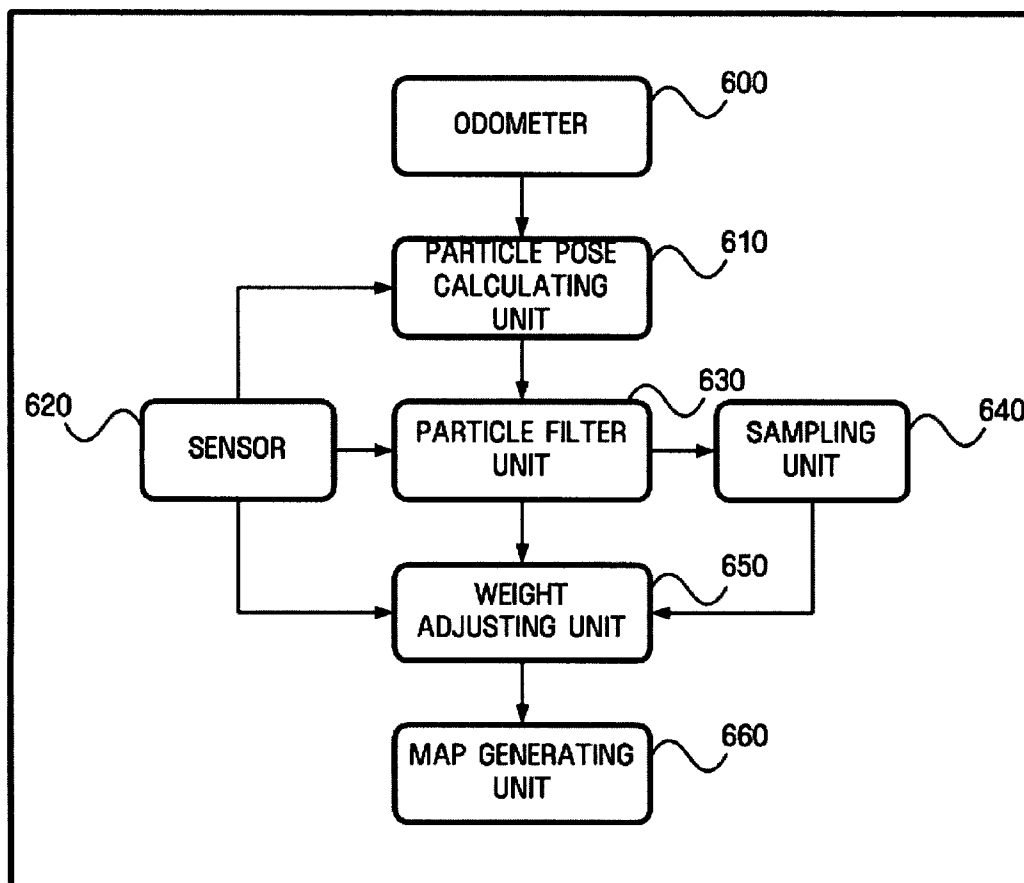 600
ODOMETER
610
PARTICLE POSE
CALCULATING
UNIT
630
620
640
SENSOR
PARTICLE FILTER
UNIT
SAMPLING
UNIT
650
WEIGHT
ADJUSTING UNIT
660
MAP GENERATING
UNIT